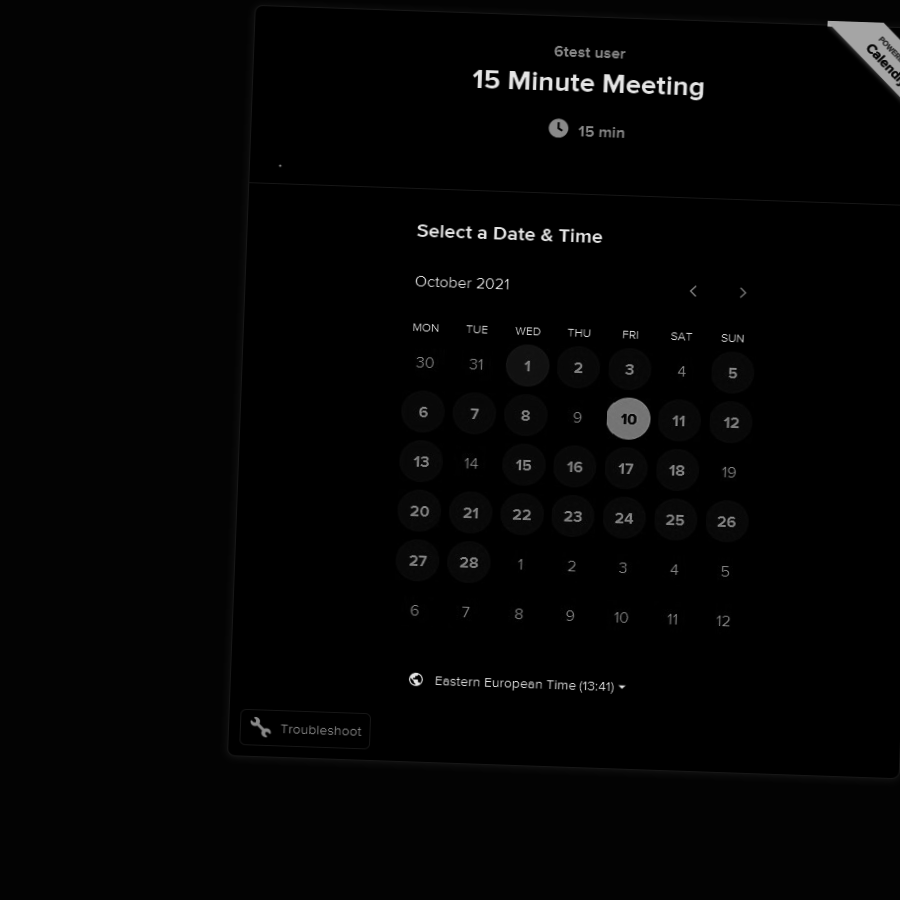 6test user
15 Minute Meeting
15 min
Select a Date & Time
October 2021
MON TUE WED THU FRI SAT SUN
30 31 1 2 3 4 5
6 7 8 9 10 11 12
13 14 15 16 17 18 19
20 21 22 23 24 25 26
27 28 1 2 3 4 5
6 7 8 9 10 11 12
Eastern European Time (13:41)
Troubleshoot